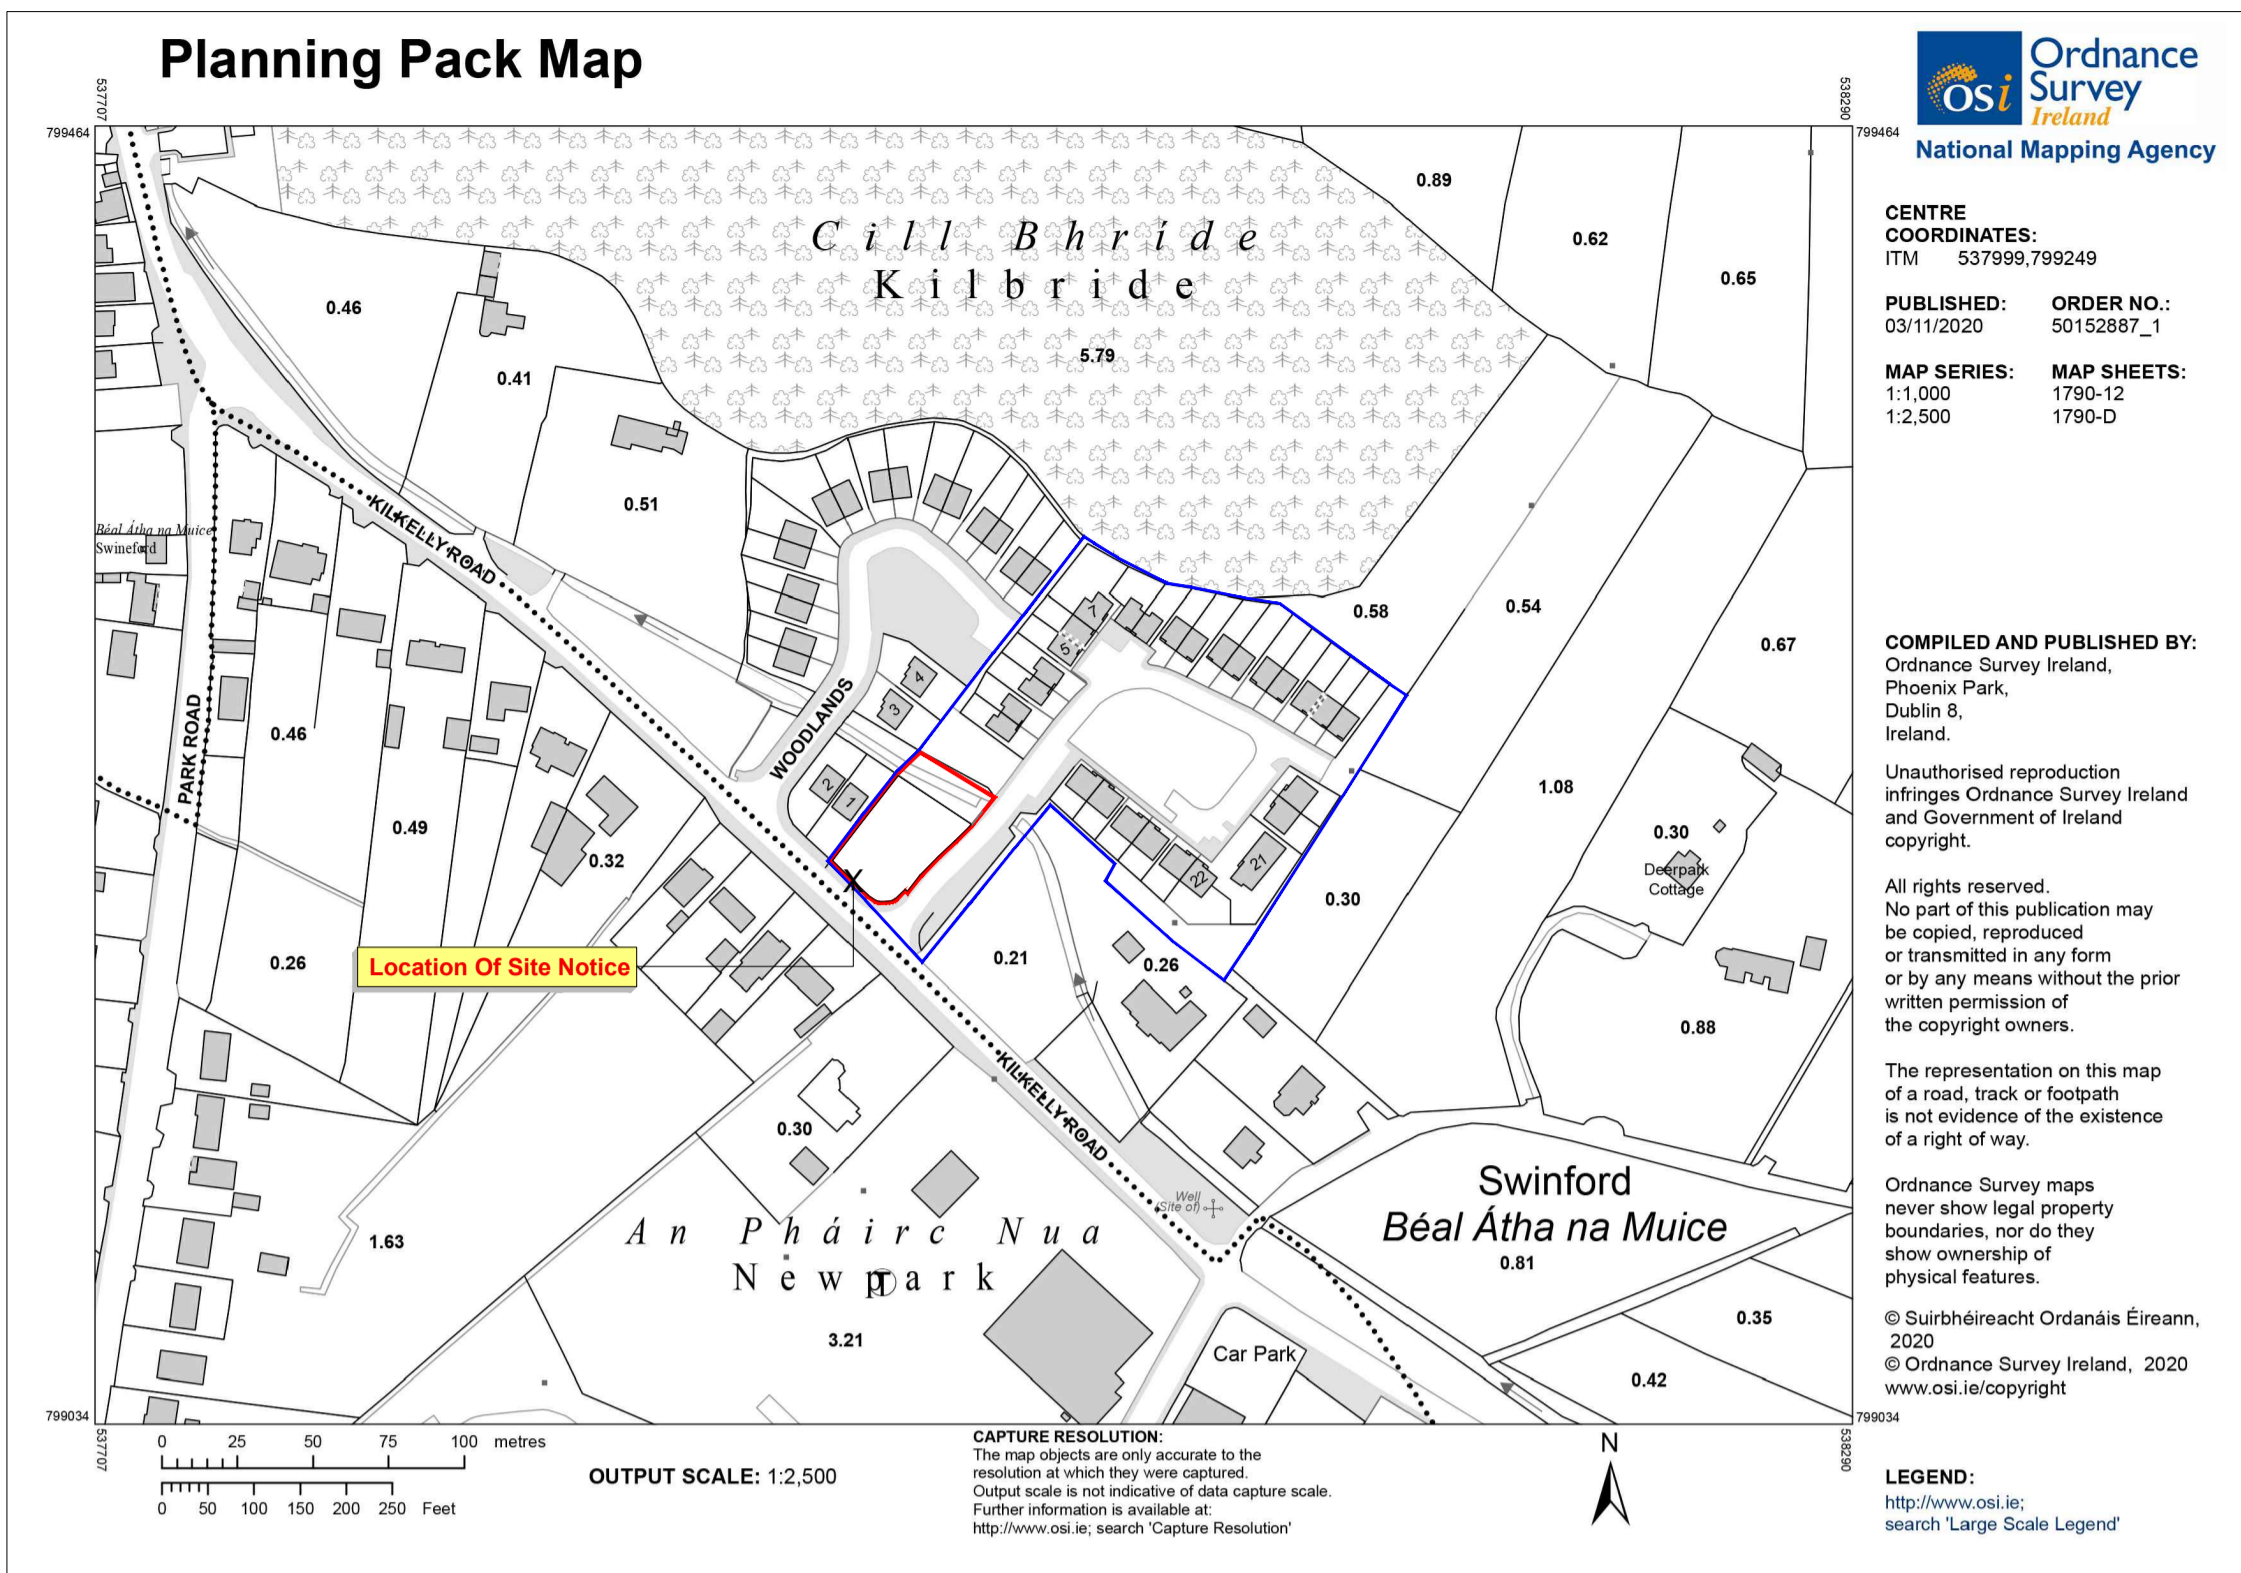 Planning Pack Map
Ordnance
Survey
Ireland
osi
National Mapping Agency
537707
538290
799464
799464
CENTRE
COORDINATES:
ITM 537999,799249
PUBLISHED: ORDER NO.:
03/11/2020 50152887_1
MAP SERIES: MAP SHEETS:
1:1,000 1790-12
1:2,500 1790-D
COMPILED AND PUBLISHED BY:
Ordnance Survey Ireland,
Phoenix Park,
Dublin 8,
Ireland.
Unauthorised reproduction
infringes Ordnance Survey Ireland
and Government of Ireland
copyright.
All rights reserved.
No part of this publication may
be copied, reproduced
or transmitted in any form
or by any means without the prior
written permission of
the copyright owners.
The representation on this map
of a road, track or footpath
is not evidence of the existence
of a right of way.
Ordnance Survey maps
never show legal property
boundaries, nor do they
show ownership of
physical features.
© Suirbhéireacht Ordanáis Éireann,
2020
© Ordnance Survey Ireland, 2020
www.osi.ie/copyright
LEGEND:
http://www.osi.ie;
search 'Large Scale Legend'
Cill Bhríde
Kilbride
5.79
0.89
0.62
0.65
0.46
0.41
0.51
KILKELLY ROAD
Béal Átha na Muice
Swineford
PARK ROAD
0.46
0.49
0.32
0.26
WOODLANDS
7
5
4
3
2
1
X
22
21
0.58
0.54
0.67
1.08
0.30
Deerpark
Cottage
0.30
0.88
0.21
0.26
Location Of Site Notice
KILKELLY ROAD
0.30
1.63
An Pháirc Nua
Newpark
T
3.21
Well
(Site of)
Swinford
Béal Átha na Muice
0.81
0.35
0.42
Car Park
799034
799034
537707
538290
0 25 50 75 100 metres
0 50 100 150 200 250 Feet
OUTPUT SCALE: 1:2,500
CAPTURE RESOLUTION:
The map objects are only accurate to the
resolution at which they were captured.
Output scale is not indicative of data capture scale.
Further information is available at:
http://www.osi.ie; search 'Capture Resolution'
N